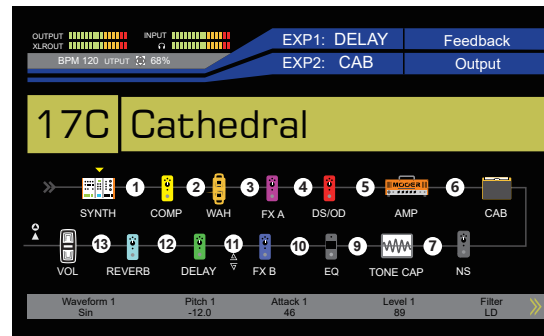 OUTPUT INPUT
XLROUT
BPM 120 UTPUT 68%
EXP1: DELAY Feedback
EXP2: CAB Output
17C Cathedral
1 2 3 4 5 6
MOOER
SYNTH COMP WAH FX A DS/OD AMP CAB
13 12 11 10 9 7
VOL REVERB DELAY FX B EQ TONE CAP NS
Waveform 1 Pitch 1 Attack 1 Level 1 Filter
Sin -12.0 46 89 LD